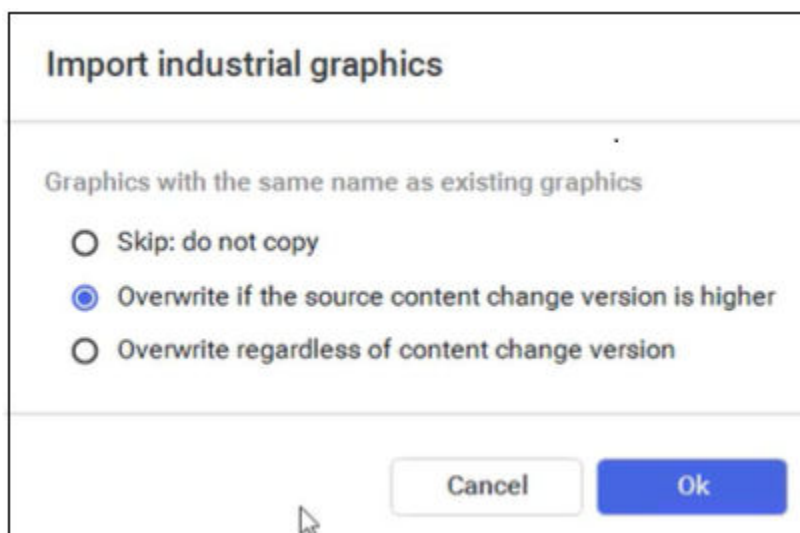 Import industrial graphics
Graphics with the same name as existing graphics
Skip: do not copy
Overwrite if the source content change version is higher
Overwrite regardless of content change version
Cancel
Ok